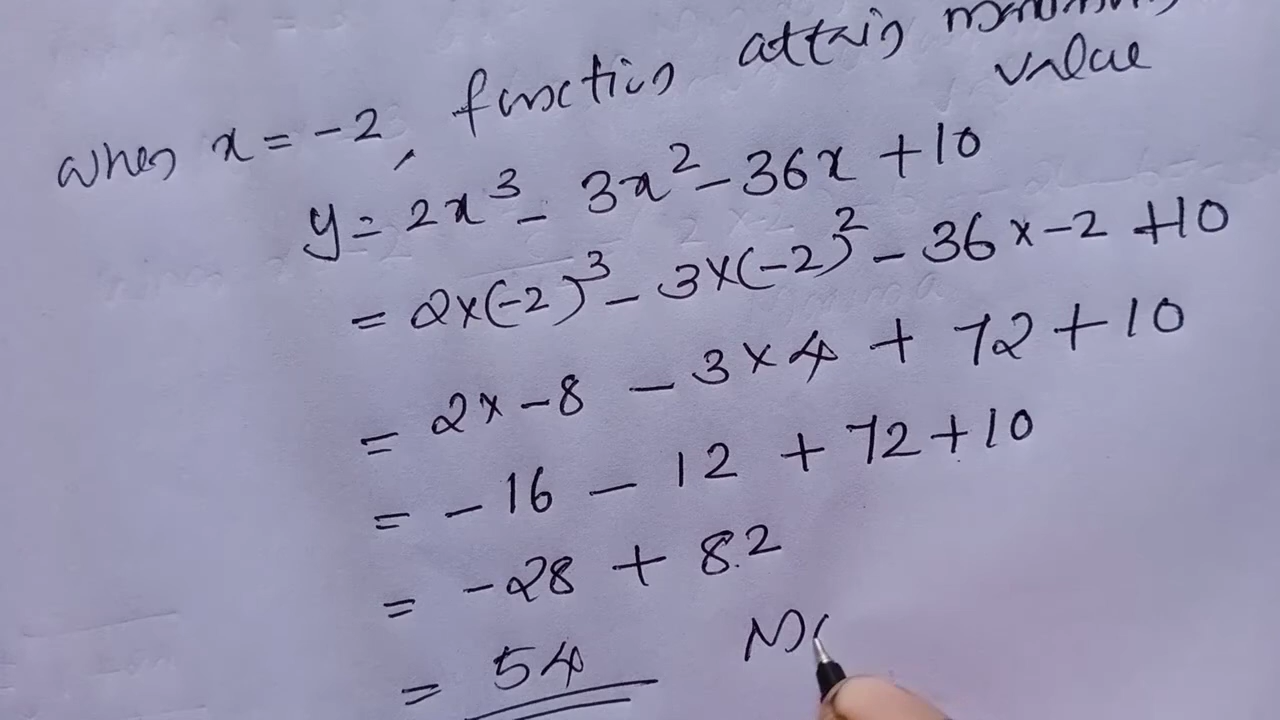 when x = -2, function attain
value
y = 2x³ - 3x² - 36x + 10
= 2×(-2)³ - 3×(-2)² - 36 × -2 + 10
= 2× -8 - 3×4 + 72 + 10
= -16 - 12 + 72 + 10
= -28 + 82
= 54